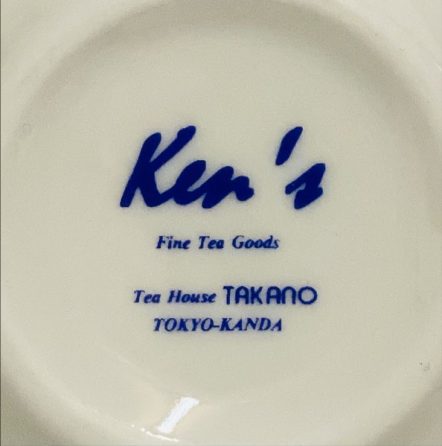 Ken's
Fine Tea Goods
Tea House TAKANO
TOKYO-KANDA